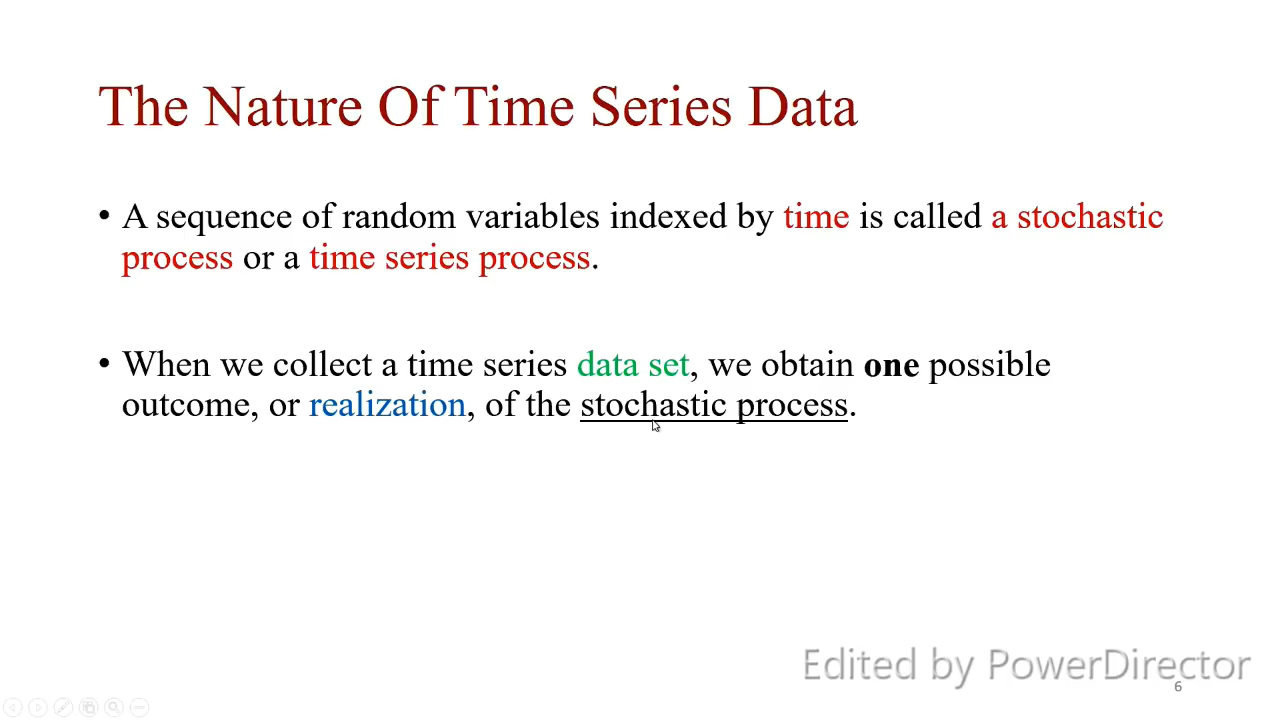 The Nature Of Time Series Data
• A sequence of random variables indexed by time is called a stochastic
process or a time series process.
• When we collect a time series data set, we obtain one possible
outcome, or realization, of the stochastic process.
Edited by PowerDirector
6